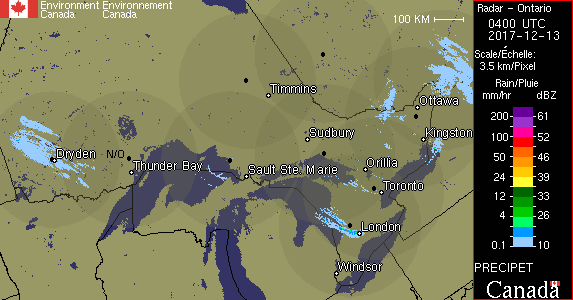 Environment Environnement
Canada Canada
100 KM
Timmins
Ottawa
Sudbury
Kingston
Dryden
N/O
Thunder Bay
Sault Ste. Marie
Orillia
Toronto
London
Windsor
Radar - Ontario
0400 UTC
2017-12-13
Scale/Échelle:
3.5 km/Pixel
Rain/Pluie
mm/hr dBZ
200 61
100 52
50 46
24 39
12 33
4 26
1 10
0.1 10
PRECIPET
Canada